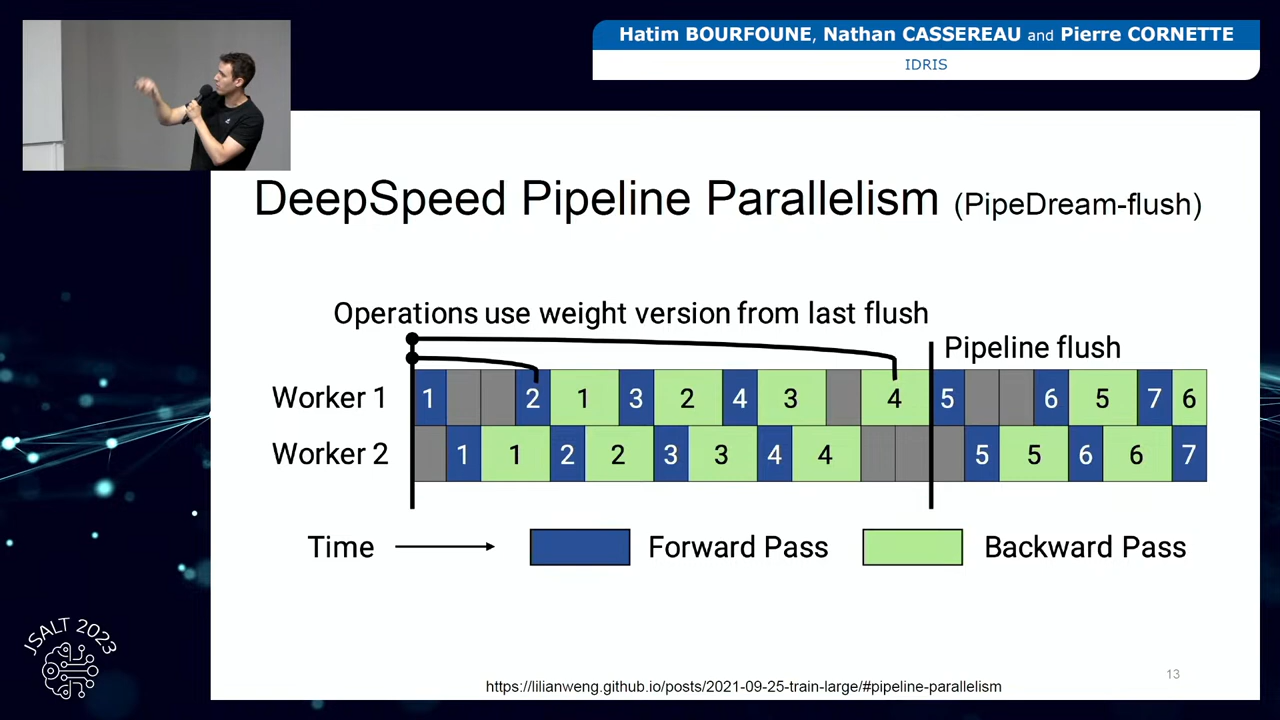 Hatim BOURFOUNE, Nathan CASSEREAU and Pierre CORNETTE
IDRIS
DeepSpeed Pipeline Parallelism (PipeDream-flush)
Operations use weight version from last flush
Pipeline flush
Worker 1 1 2 1 3 2 4 3 4 5 6 5 7 6
Worker 2 1 1 2 2 3 3 4 4 5 5 6 6 7
Time Forward Pass Backward Pass
JSALT 2023
13
https://lilianweng.github.io/posts/2021-09-25-train-large/#pipeline-parallelism